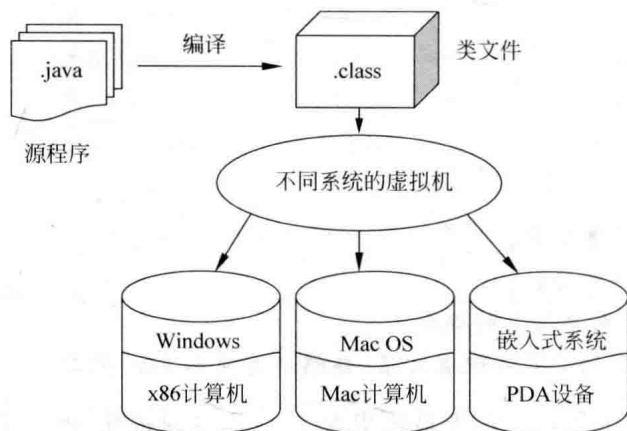 .java
编译
.class
类文件
源程序
不同系统的虚拟机
Windows
Mac OS
嵌入式系统
x86计算机
Mac计算机
PDA设备